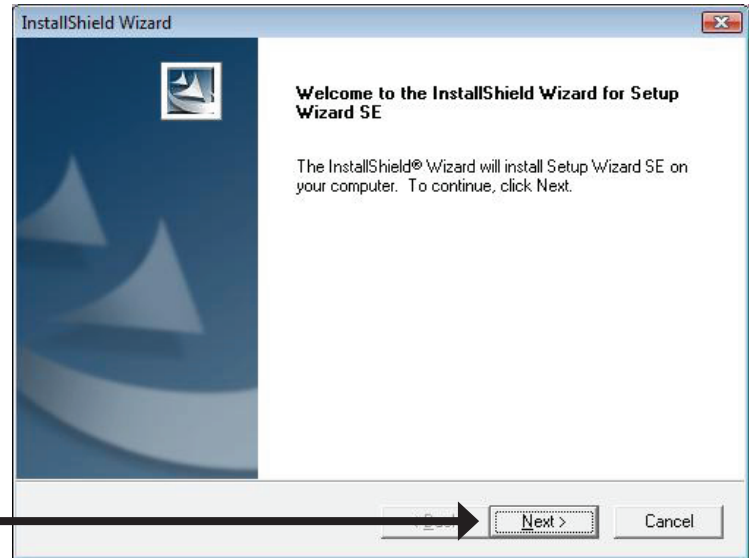 InstallShield Wizard
Welcome to the InstallShield Wizard for Setup
Wizard SE
The InstallShield® Wizard will install Setup Wizard SE on
your computer. To continue, click Next.
Next >
Cancel